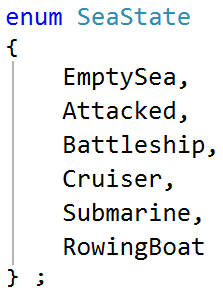 enum SeaState
{
    EmptySea,
    Attacked,
    Battleship,
    Cruiser,
    Submarine,
    RowingBoat
} ;